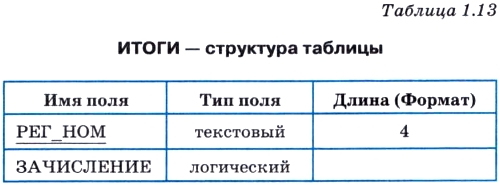 Таблица 1.13
ИТОГИ — структура таблицы
Имя поля Тип поля Длина (Формат)
РЕГ_НОМ текстовый 4
ЗАЧИСЛЕНИЕ логический